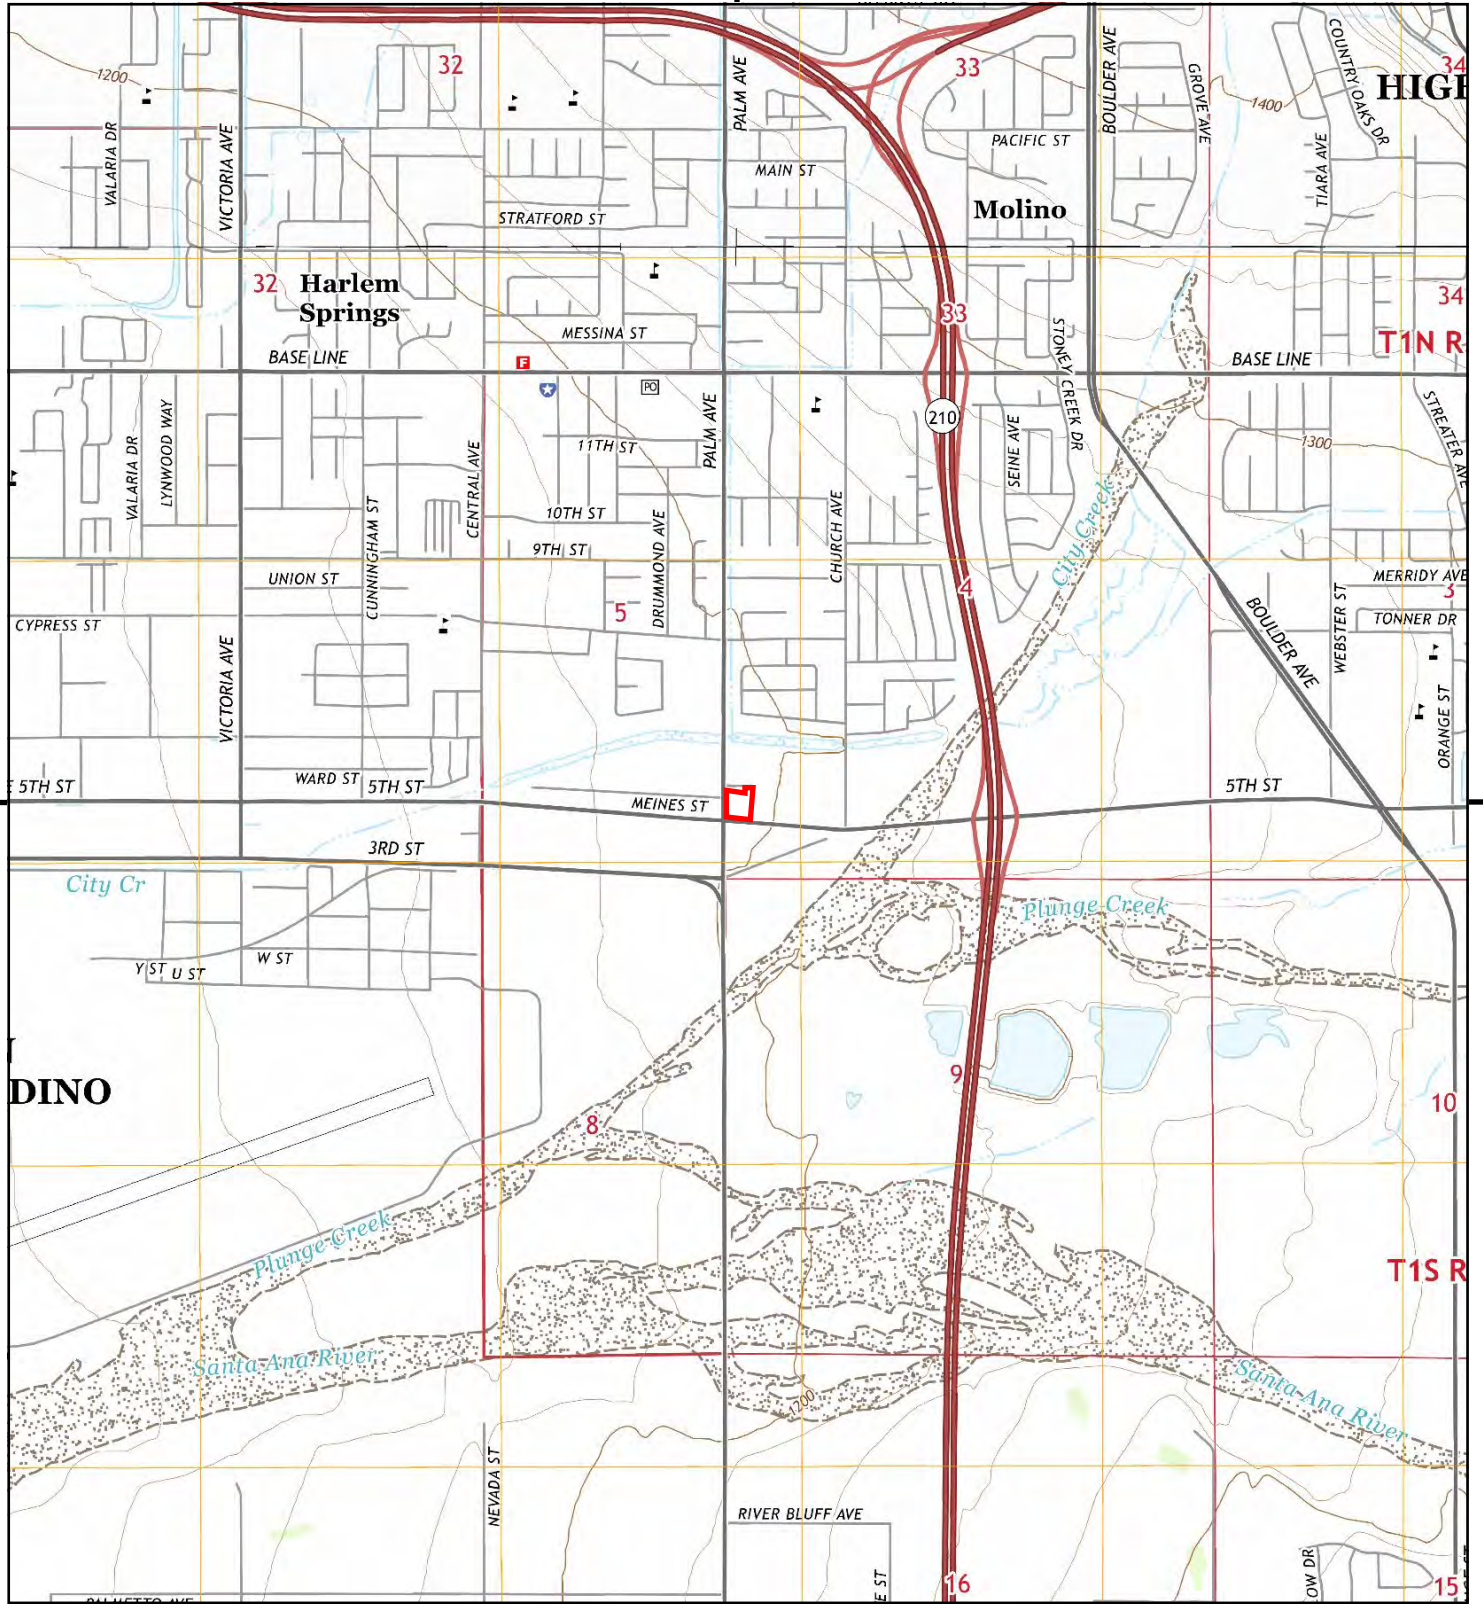 32
33
34
HIGH
1200
PALM AVE
BOULDER AVE
GROVE AVE
COUNTRY OAKS DR
1400
VALARIA DR
VICTORIA AVE
PACIFIC ST
MAIN ST
TIARA AVE
STRATFORD ST
Molino
32
Harlem
Springs
33
34
MESSINA ST
STONEY CREEK DR
T1N R
BASE LINE
F
BASE LINE
PO
PALM AVE
210
STREATER AVE
VALARIA DR
LYNWOOD WAY
CENTRAL AVE
11TH ST
SEINE AVE
1300
CUNNINGHAM ST
10TH ST
DRUMMOND AVE
CHURCH AVE
City Creek
9TH ST
UNION ST
4
MERRIDY AVE
3
CYPRESS ST
5
BOULDER AVE
WEBSTER ST
TONNER DR
VICTORIA AVE
ORANGE ST
WARD ST
5TH ST
E 5TH ST
MEINES ST
5TH ST
3RD ST
City Cr
Plunge Creek
Y ST
U ST
W ST
DINO
9
10
8
Plunge Creek
T1S R
Santa Ana River
Santa Ana River
1200
NEVADA ST
RIVER BLUFF AVE
E ST
16
OW DR
15
PALMETTO AVE